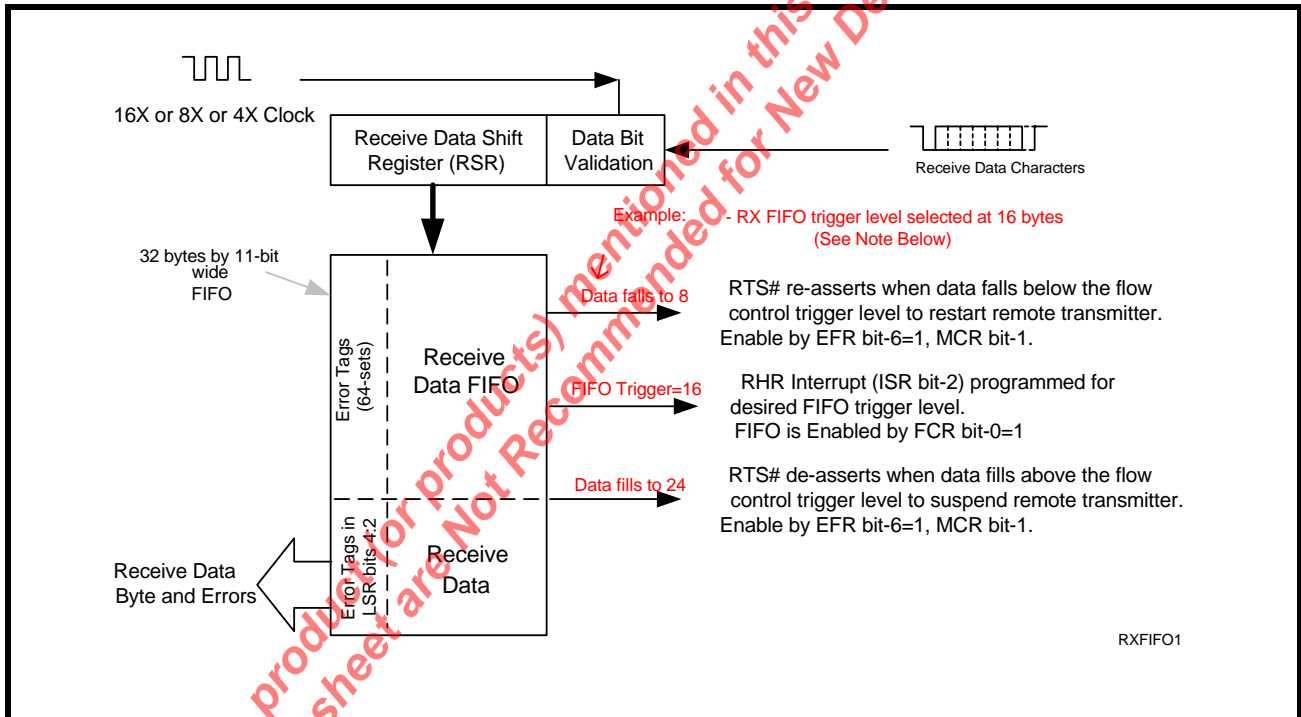 16X or 8X or 4X Clock
Receive Data Shift
Register (RSR)
Data Bit
Validation
Receive Data Characters
Example: - RX FIFO trigger level selected at 16 bytes
(See Note Below)
32 bytes by 11-bit
wide
FIFO
Error Tags
(64-sets)
Receive
Data FIFO
Data falls to 8
RTS# re-asserts when data falls below the flow
control trigger level to restart remote transmitter.
Enable by EFR bit-6=1, MCR bit-1.
FIFO Trigger=16
RHR Interrupt (ISR bit-2) programmed for
desired FIFO trigger level.
FIFO is Enabled by FCR bit-0=1
Data fills to 24
RTS# de-asserts when data fills above the flow
control trigger level to suspend remote transmitter.
Enable by EFR bit-6=1, MCR bit-1.
Error Tags in
LSR bits 4:2
Receive
Data
Receive Data
Byte and Errors
RXFIFO1
product (or products) mentioned in this
sheet are Not Recommended for New De